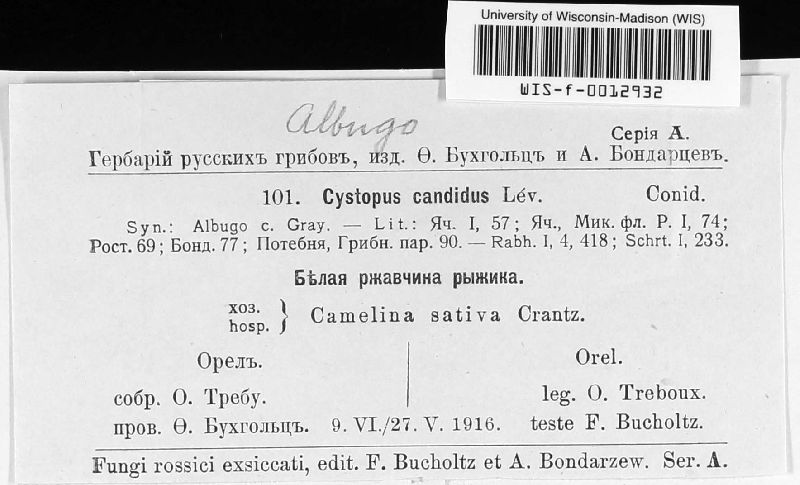 University of Wisconsin-Madison (WIS)
WIS-f-0012932
Albugo
Серія А.
Гербарій русскихъ грибовъ, изд. Ѳ. Бухгольцъ и А. Бондарцевъ.
101. Cystopus candidus Lév. Conid.
Syn.: Albugo c. Gray. — Lit.: Яч. I, 57; Яч., Мик. фл. Р. I, 74;
Рост. 69; Бонд. 77; Потебня, Грибн. пар. 90. — Rabh. I, 4, 418; Schrt. I, 233.
Бѣлая ржавчина рыжика.
хоз.
hosp. } Camelina sativa Crantz.
Орелъ. Orel.
собр. О. Требу. leg. O. Treboux.
пров. Ѳ. Бухгольцъ. 9. VI./27. V. 1916. teste F. Bucholtz.
Fungi rossici exsiccati, edit. F. Bucholtz et A. Bondarzew. Ser. A.